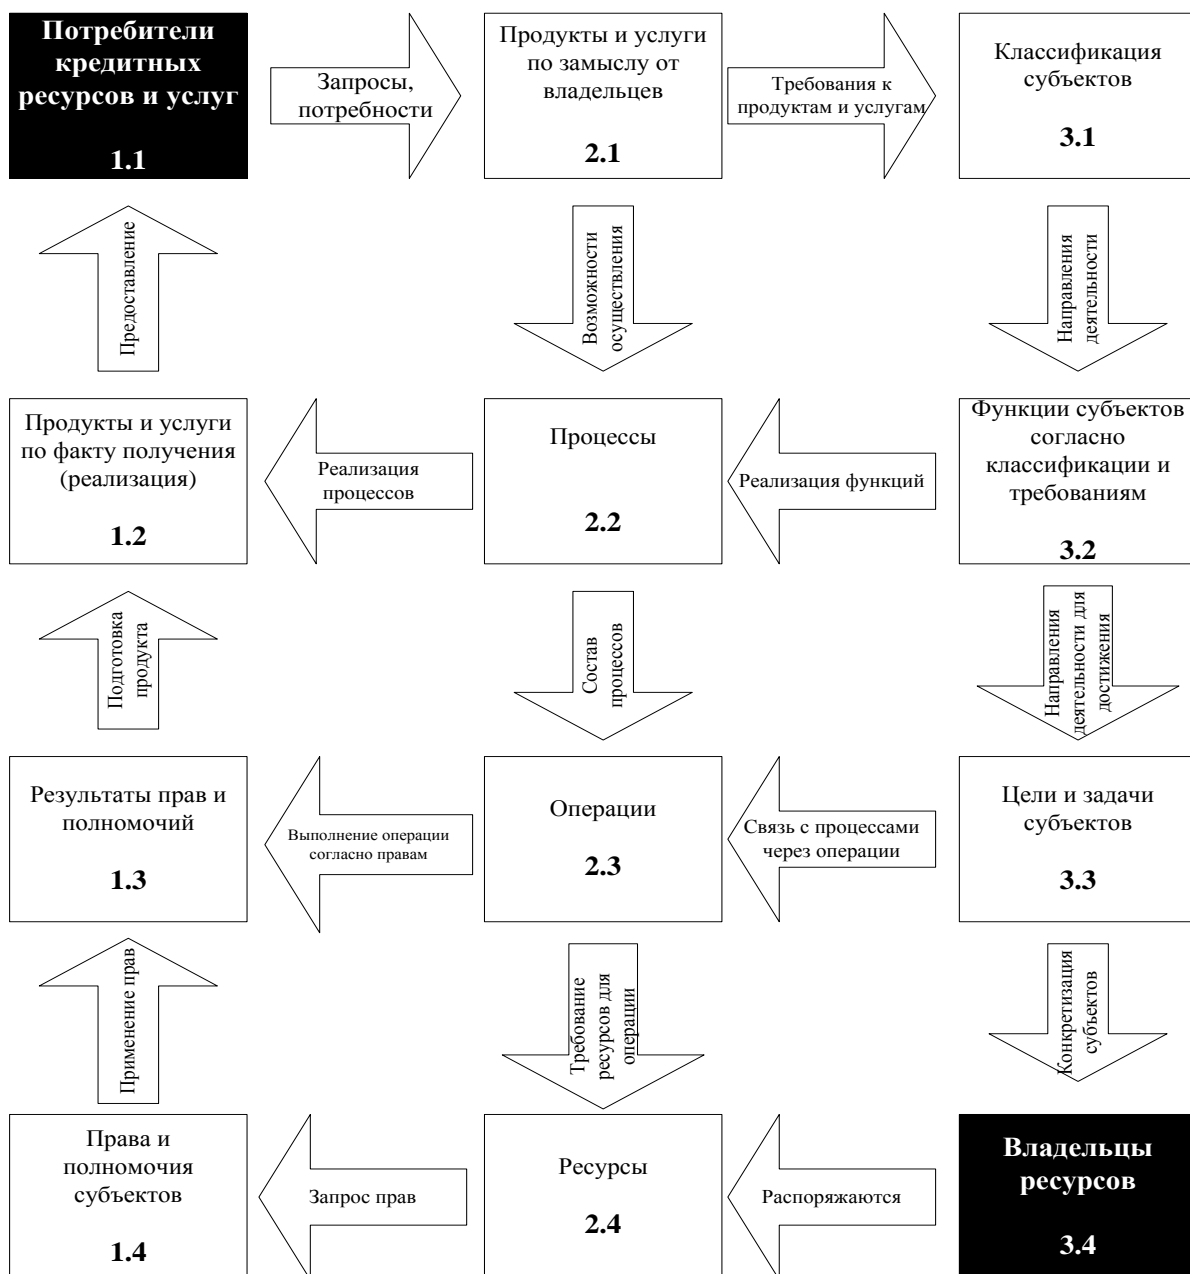 Потребители
кредитных
ресурсов и услуг
1.1
Запросы,
потребности
Продукты и услуги
по замыслу от
владельцев
2.1
Требования к
продуктам и услугам
Классификация
субъектов
3.1
Предоставление
Возможности
осуществления
Направления
деятельности
Продукты и услуги
по факту получения
(реализация)
1.2
Реализация
процессов
Процессы
2.2
Реализация функций
Функции субъектов
согласно
классификации и
требованиям
3.2
Подготовка
продукта
Состав
процессов
Направления
деятельности для
достижения
Результаты прав и
полномочий
1.3
Выполнение операции
согласно правам
Операции
2.3
Связь с процессами
через операции
Цели и задачи
субъектов
3.3
Применение прав
Требование
ресурсов для
операции
Конкретизация
субъектов
Права и
полномочия
субъектов
1.4
Запрос прав
Ресурсы
2.4
Распоряжаются
Владельцы
ресурсов
3.4